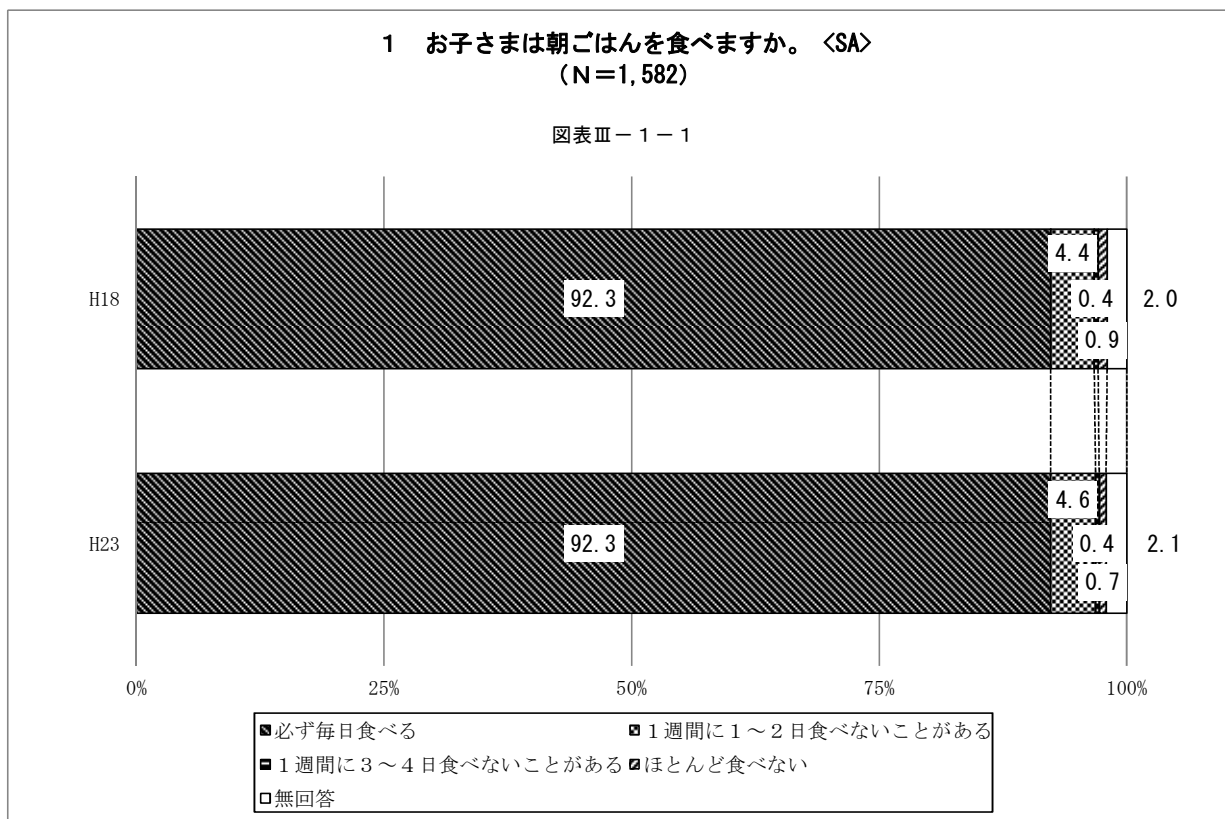 1 お子さまは朝ごはんを食べますか。 <SA>
(N=1,582)
図表Ⅲ-1-1
H18
92.3
4.4
0.4
0.9
2.0
H23
92.3
4.6
0.4
0.7
2.1
0% 25% 50% 75% 100%
必ず毎日食べる 1週間に1~2日食べないことがある
1週間に3~4日食べないことがある ほとんど食べない
無回答